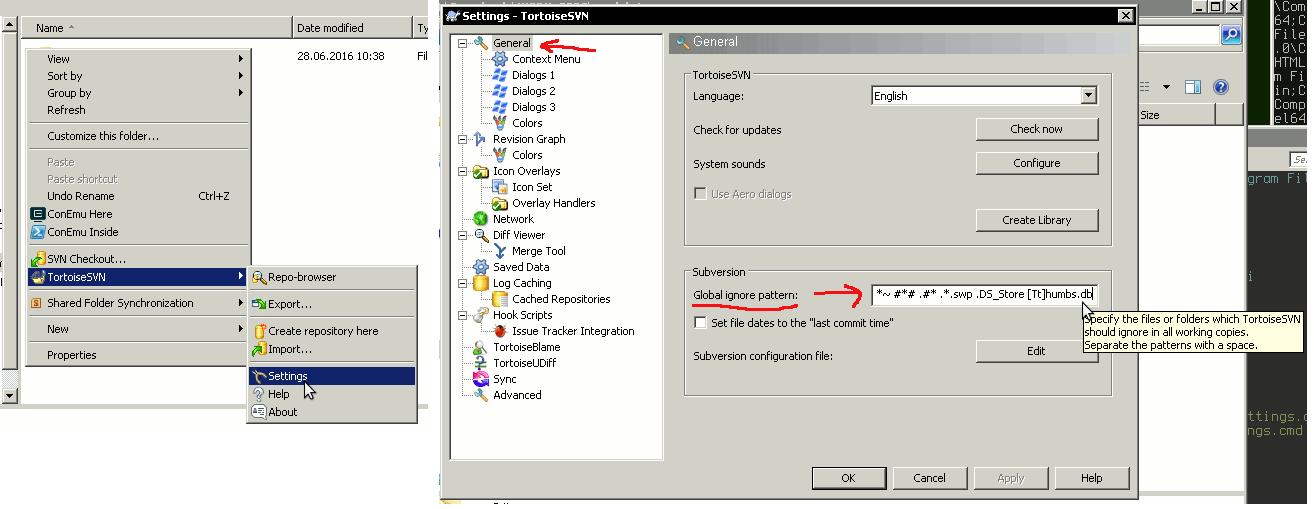 Name
Date modified
Ty
28.06.2016 10:38
Fil
View
Sort by
Group by
Refresh
Customize this folder...
Paste
Paste shortcut
Undo Rename Ctrl+Z
ConEmu Here
ConEmu Inside
SVN Checkout...
TortoiseSVN
Shared Folder Synchronization
New
Properties
Repo-browser
Export...
Create repository here
Import...
Settings
Help
About
Settings - TortoiseSVN
General
Context Menu
Dialogs 1
Dialogs 2
Dialogs 3
Colors
Revision Graph
Colors
Icon Overlays
Icon Set
Overlay Handlers
Network
Diff Viewer
Merge Tool
Saved Data
Log Caching
Cached Repositories
Hook Scripts
Issue Tracker Integration
TortoiseBlame
TortoiseUDiff
Sync
Advanced
General
TortoiseSVN
Language: English
Check for updates Check now
System sounds Configure
Use Aero dialogs
Create Library
Subversion
Global ignore pattern: *~ #*# .#* .*.swp .DS_Store [Tt]humbs.db
Set file dates to the "last commit time"
Subversion configuration file: Edit
OK Cancel Apply Help
Specify the files or folders which TortoiseSVN
should ignore in all working copies.
Separate the patterns with a space.
Size
\Com
64;C
File
.0\C
HTML
m Fi
in;C
Comp
el64
Sea
gram Fil
i
ttings.c
ngs.cmd